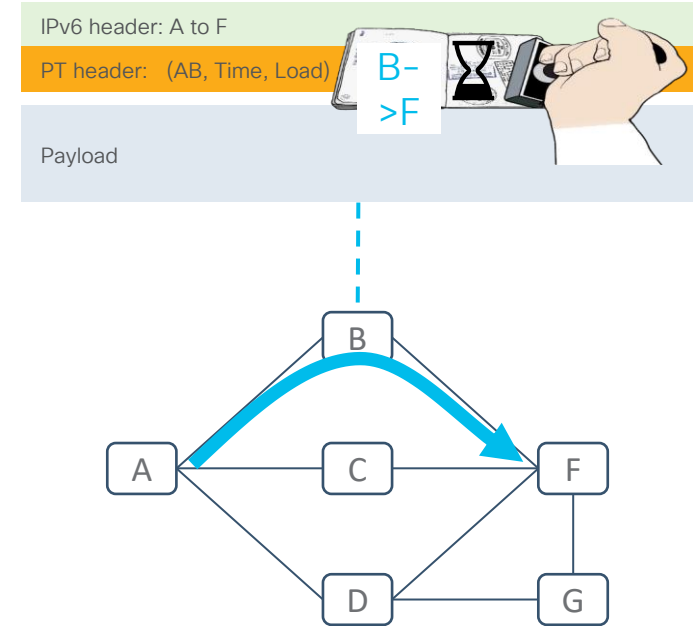 IPv6 header: A to F
PT header: (AB, Time, Load)
B-
>F
Payload
B
A
C
F
D
G